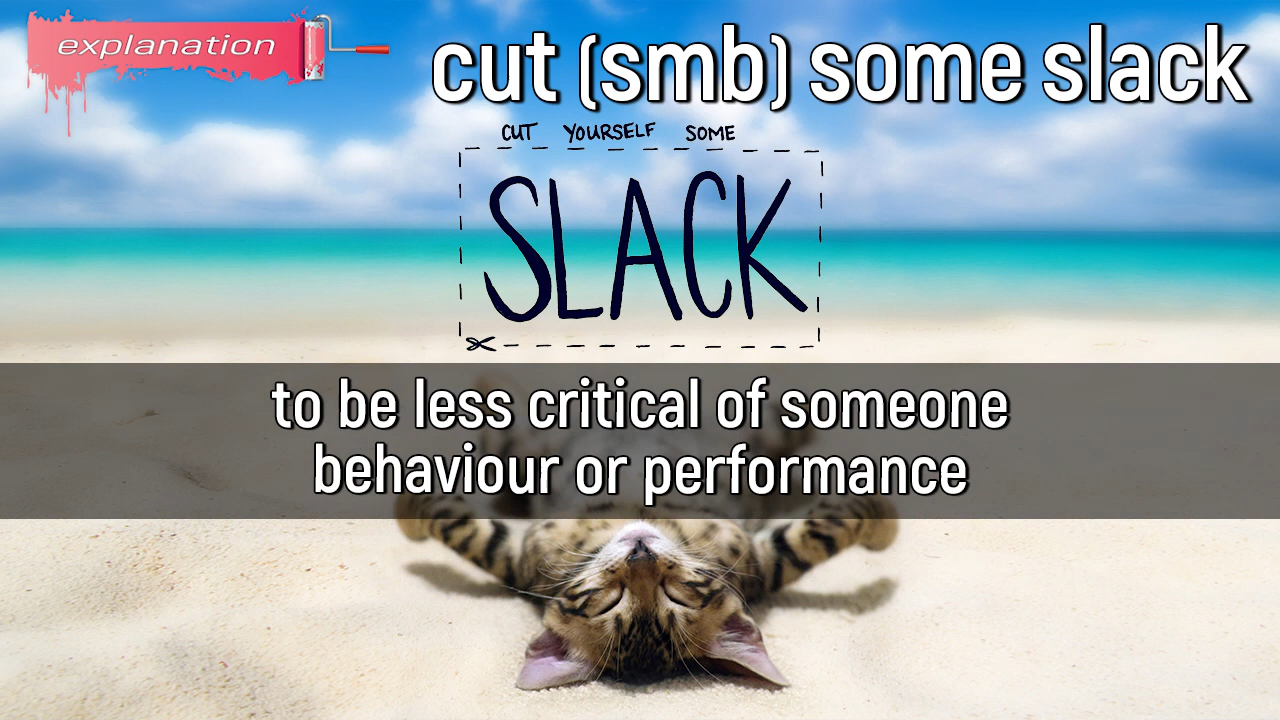 explanation
cut (smb) some slack
CUT YOURSELF SOME
SLACK
to be less critical of someone
behaviour or performance